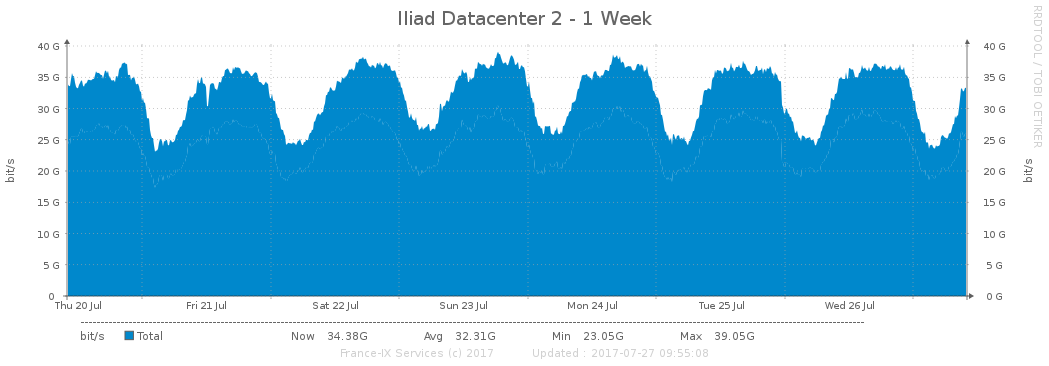 Iliad Datacenter 2 - 1 Week
RRDTOOL / TOBI OETIKER
40 G 40 G
35 G 35 G
30 G 30 G
25 G 25 G
20 G 20 G
15 G 15 G
10 G 10 G
5 G 5 G
0 0 G
bit/s bit/s
Thu 20 Jul Fri 21 Jul Sat 22 Jul Sun 23 Jul Mon 24 Jul Tue 25 Jul Wed 26 Jul
bit/s Total Now 34.38G Avg 32.31G Min 23.05G Max 39.05G
France-IX Services (c) 2017 Updated : 2017-07-27 09:55:08